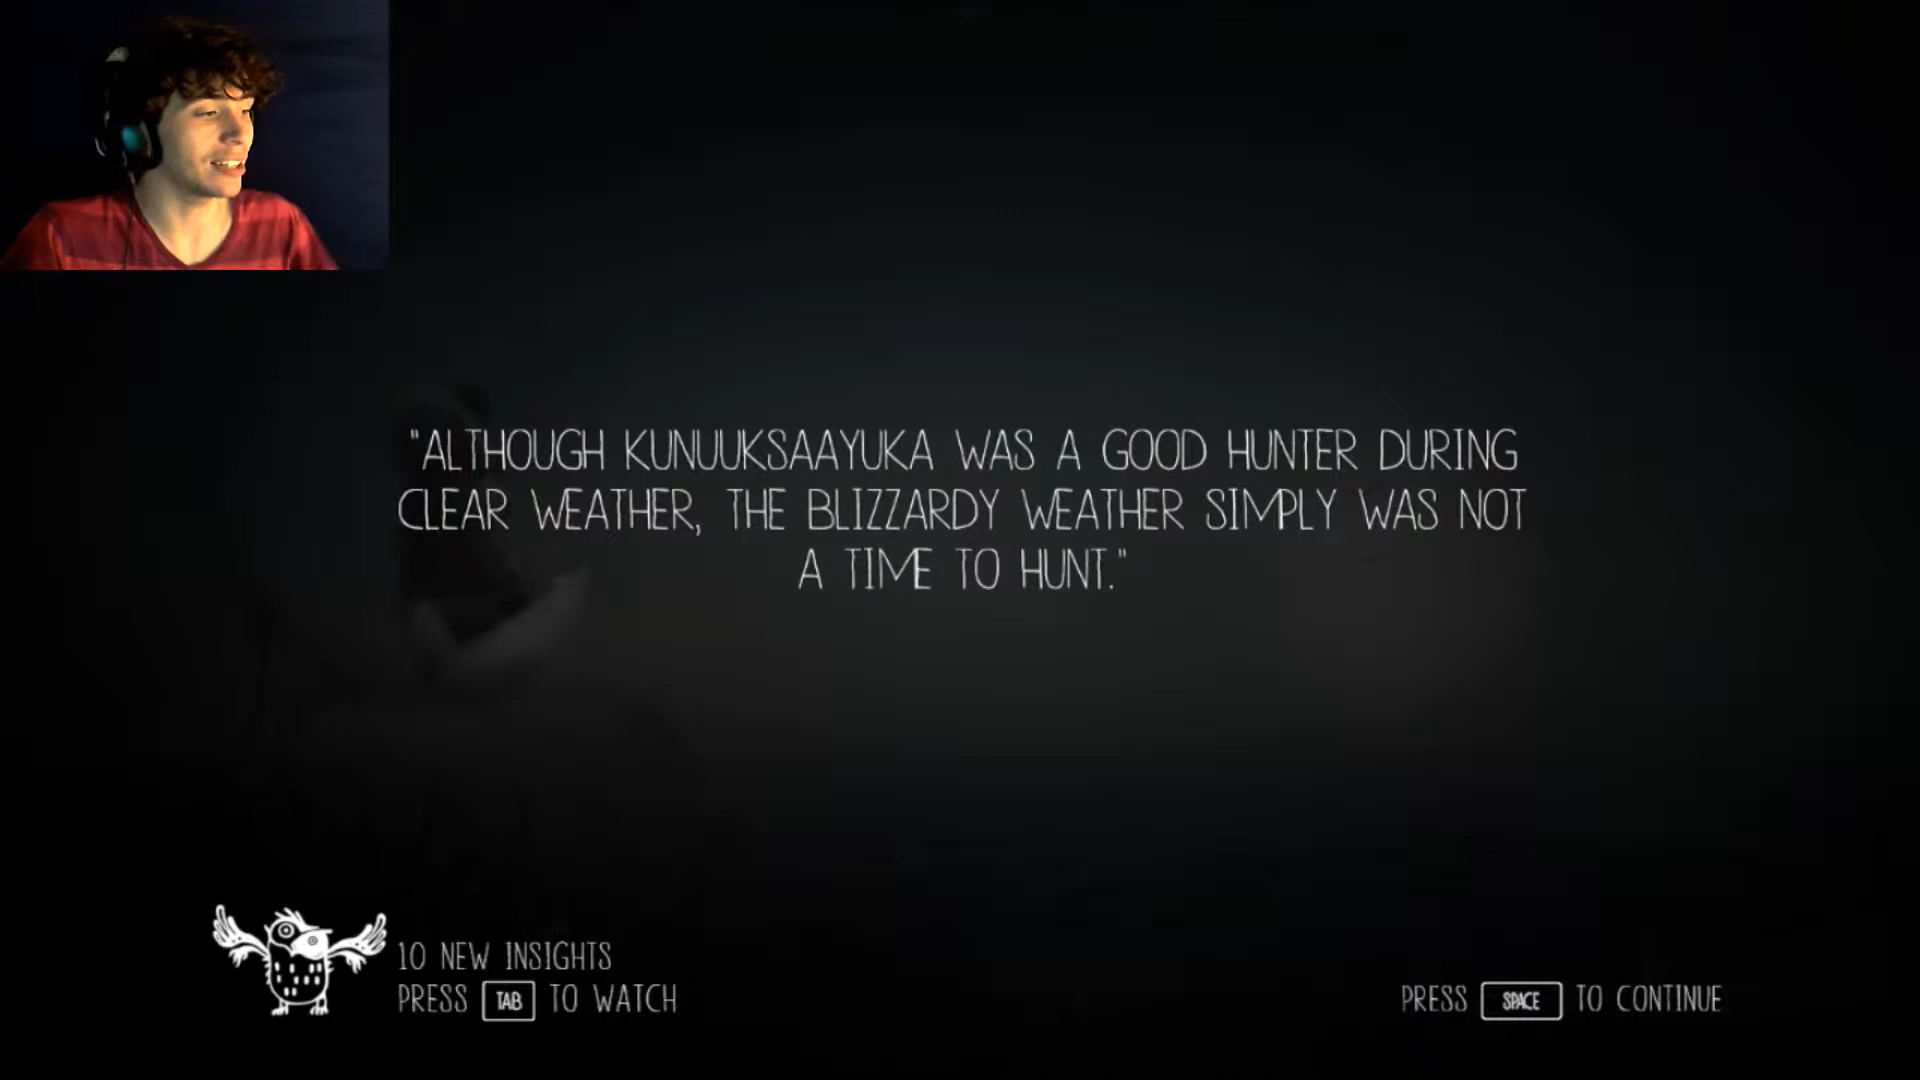 "ALTHOUGH KUNUUKSAAYUKA WAS A GOOD HUNTER DURING
CLEAR WEATHER, THE BLIZZARDY WEATHER SIMPLY WAS NOT
A TIME TO HUNT."
10 NEW INSIGHTS
PRESS TAB TO WATCH
PRESS SPACE TO CONTINUE